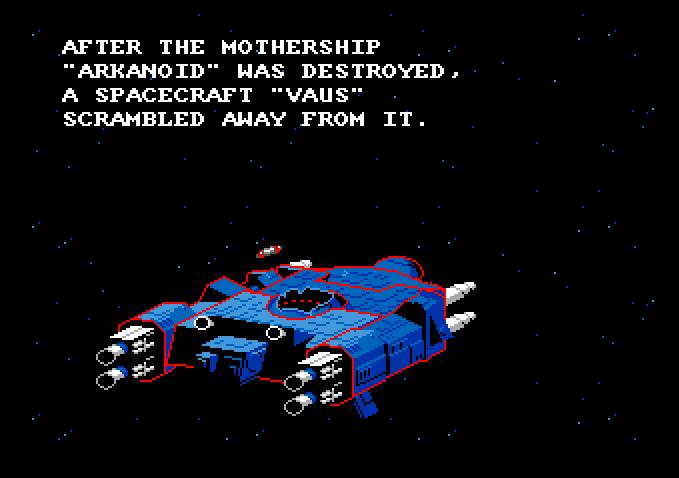 AFTER THE MOTHERSHIP
"ARKANOID" WAS DESTROYED,
A SPACECRAFT "VAUS"
SCRAMBLED AWAY FROM IT.